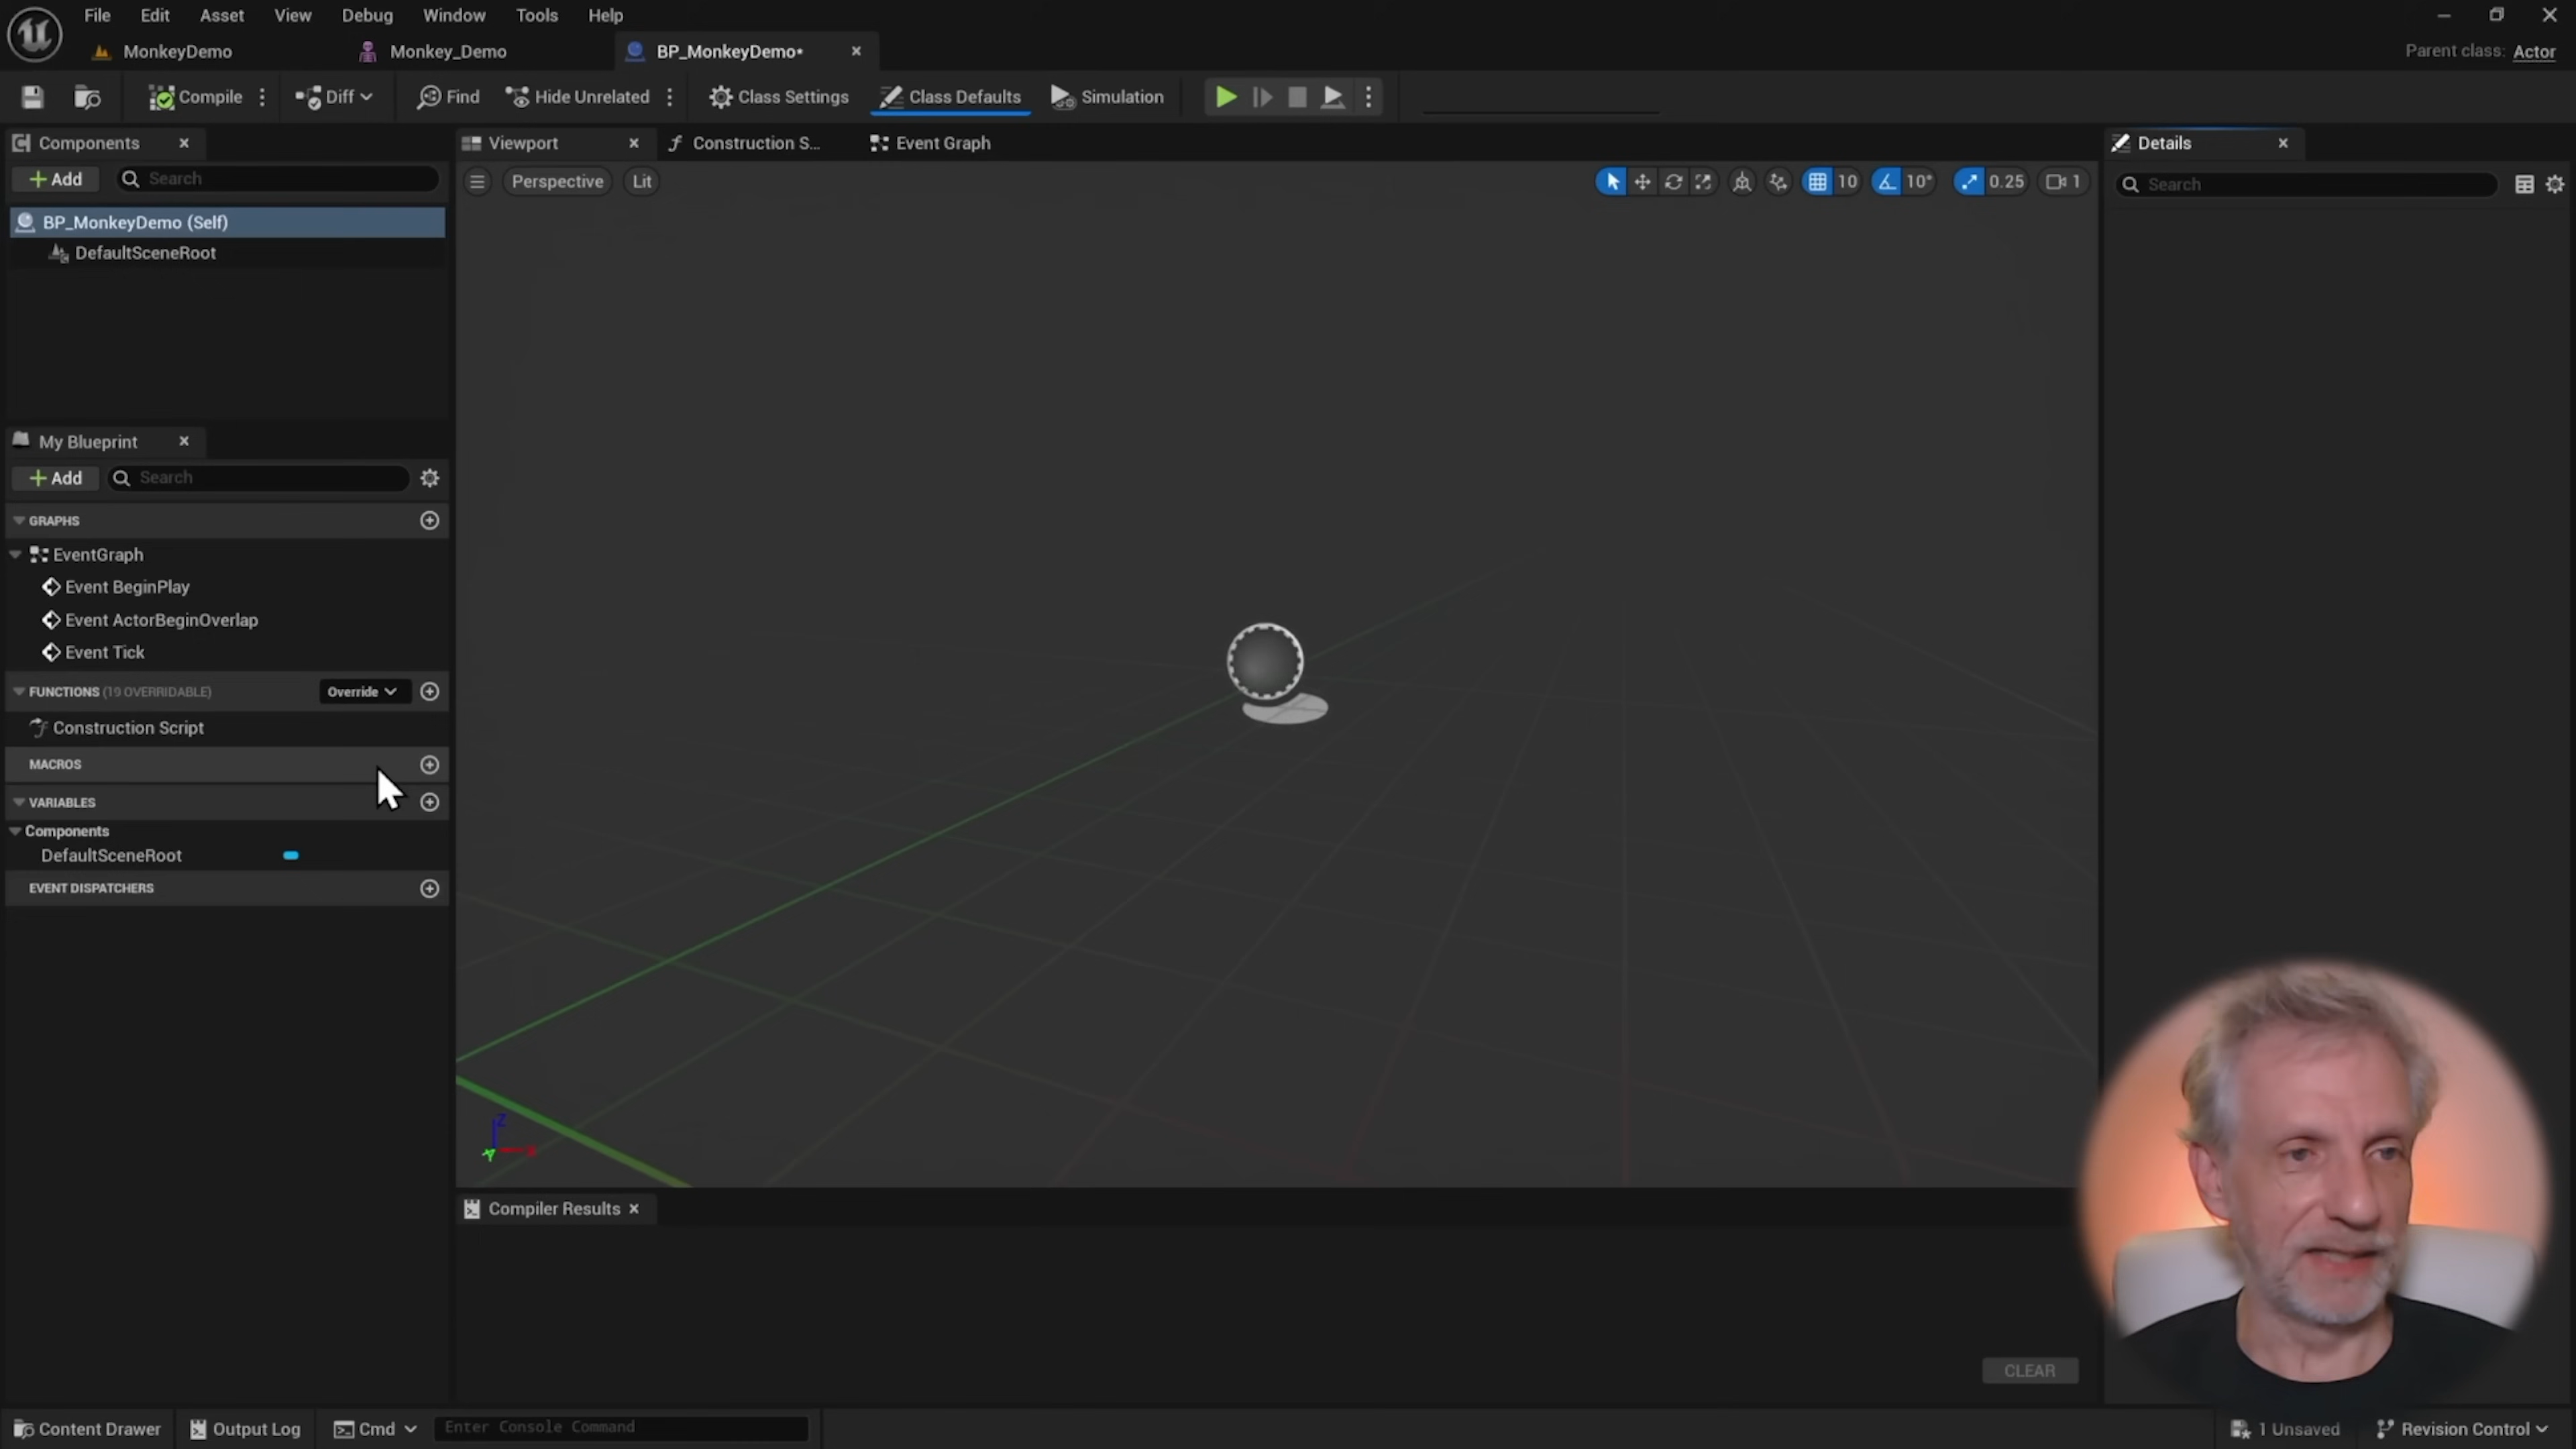 File Edit Asset View Debug Window Tools Help
MonkeyDemo Monkey_Demo BP_MonkeyDemo• Parent class: Actor
Compile Diff Find Hide Unrelated Class Settings Class Defaults Simulation
Components
Add Search
BP_MonkeyDemo (Self)
DefaultSceneRoot
My Blueprint
Add Search
GRAPHS
EventGraph
Event BeginPlay
Event ActorBeginOverlap
Event Tick
FUNCTIONS (19 OVERRIDABLE) Override
Construction Script
MACROS
VARIABLES
Components
DefaultSceneRoot
EVENT DISPATCHERS
Viewport Construction S... Event Graph
Perspective Lit 10 10° 0.25 1
Z
X
Y
Compiler Results
CLEAR
Details
Search
Content Drawer Output Log Cmd Enter Console Command 1 Unsaved Revision Control